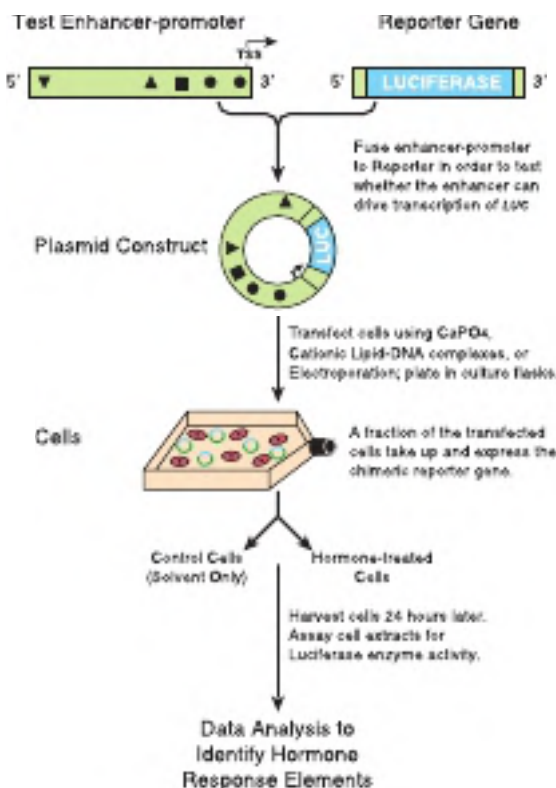 Test Enhancer-promoter
Reporter Gene
TSS
5'
3'
5'
LUCIFERASE
3'
Fuse enhancer-promoter
to Reporter in order to test
whether the enhancer can
drive transcription of LUC
Plasmid Construct
LUC
Transfect cells using CaPO4,
Cationic Lipid-DNA complexes, or
Electroporation; plate in culture flasks.
Cells
A fraction of the transfected
cells take up and express the
chimeric reporter gene.
Control Cells
(Solvent Only)
Hormone-treated
Cells
Harvest cells 24 hours later.
Assay cell extracts for
Luciferase enzyme activity.
Data Analysis to
Identify Hormone
Response Elements